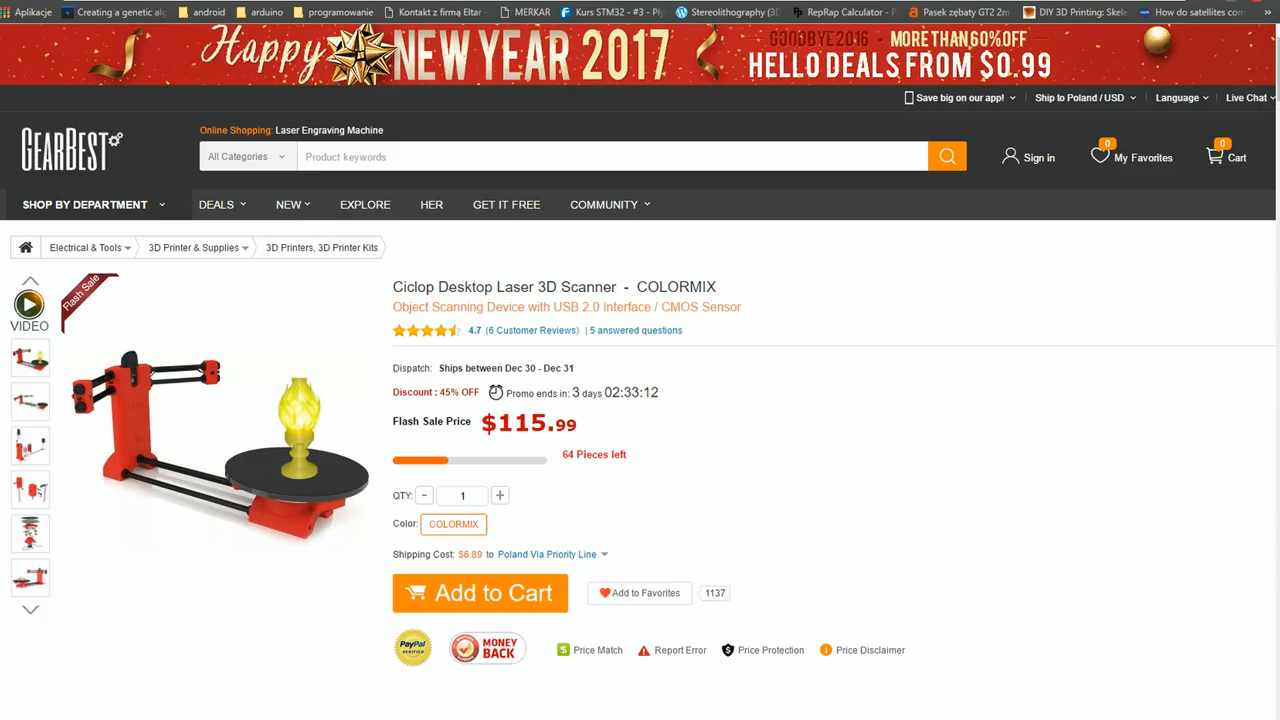 Aplikacje Creating a genetic alg android arduino programowanie Kontakt z firmą Eltar MERKAR Kurs STM32 - #3 - Pły Stereolithography (3D RepRap Calculator - Pasek zębaty GT2 2m DIY 3D Printing: Skele How do satellites com »
Happy NEW YEAR 2017
GOODBYE 2016 • MORE THAN 60% OFF
HELLO DEALS FROM $0.99
Save big on our app! Ship to Poland / USD Language Live Chat
Online Shopping: Laser Engraving Machine
GEARBEST
All Categories Product keywords
0 0
Sign in My Favorites Cart
SHOP BY DEPARTMENT DEALS NEW EXPLORE HER GET IT FREE COMMUNITY
Electrical & Tools 3D Printer & Supplies 3D Printers, 3D Printer Kits
VIDEO
Flash Sale
Ciclop Desktop Laser 3D Scanner - COLORMIX
Object Scanning Device with USB 2.0 Interface / CMOS Sensor
4.7 (6 Customer Reviews) | 5 answered questions
Dispatch: Ships between Dec 30 - Dec 31
Discount : 45% OFF Promo ends in: 3 days 02:33:12
Flash Sale Price $115.99
64 Pieces left
QTY: - 1 +
Color: COLORMIX
Shipping Cost: $6.89 to Poland Via Priority Line
Add to Cart Add to Favorites 1137
PayPal VERIFIED MONEY BACK Price Match Report Error Price Protection Price Disclaimer